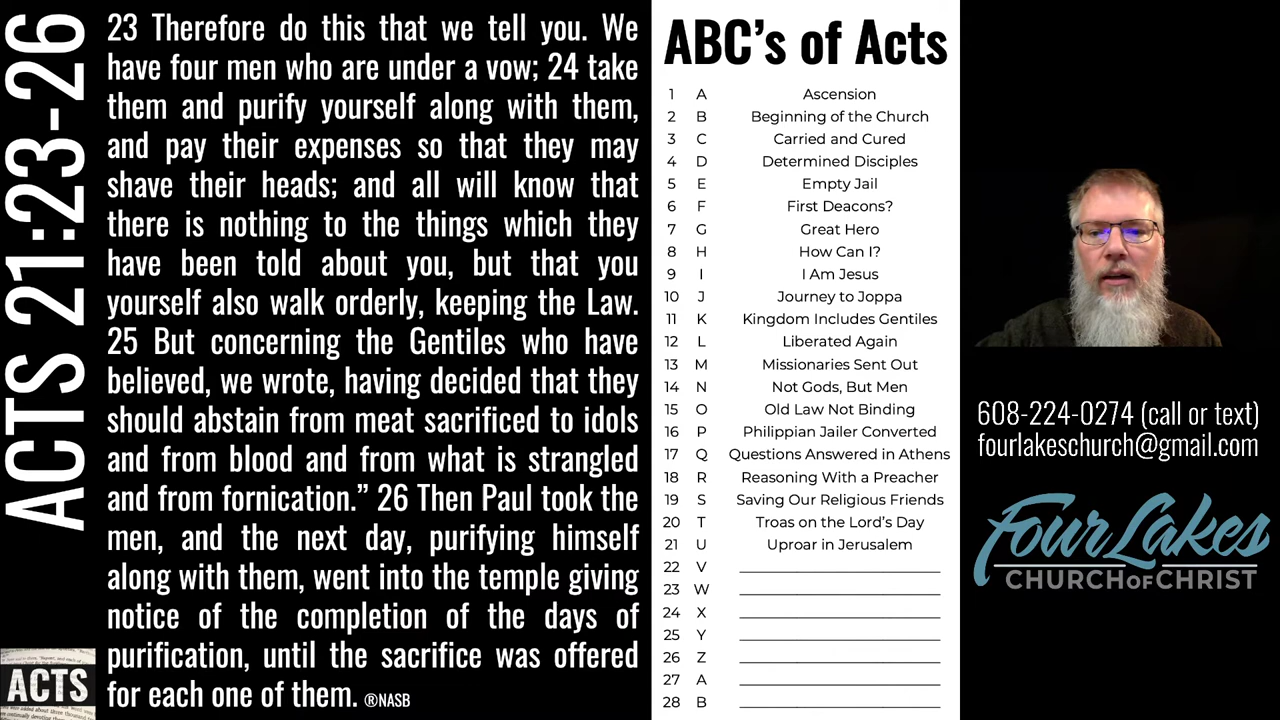 ACTS 21:23-26
23 Therefore do this that we tell you. We
have four men who are under a vow; 24 take
them and purify yourself along with them,
and pay their expenses so that they may
shave their heads; and all will know that
there is nothing to the things which they
have been told about you, but that you
yourself also walk orderly, keeping the Law.
25 But concerning the Gentiles who have
believed, we wrote, having decided that they
should abstain from meat sacrificed to idols
and from blood and from what is strangled
and from fornication.” 26 Then Paul took the
men, and the next day, purifying himself
along with them, went into the temple giving
notice of the completion of the days of
purification, until the sacrifice was offered
for each one of them. ®NASB
ACTS
ABC’s of Acts
1 A Ascension
2 B Beginning of the Church
3 C Carried and Cured
4 D Determined Disciples
5 E Empty Jail
6 F First Deacons?
7 G Great Hero
8 H How Can I?
9 I I Am Jesus
10 J Journey to Joppa
11 K Kingdom Includes Gentiles
12 L Liberated Again
13 M Missionaries Sent Out
14 N Not Gods, But Men
15 O Old Law Not Binding
16 P Philippian Jailer Converted
17 Q Questions Answered in Athens
18 R Reasoning With a Preacher
19 S Saving Our Religious Friends
20 T Troas on the Lord’s Day
21 U Uproar in Jerusalem
22 V
23 W
24 X
25 Y
26 Z
27 A
28 B
608-224-0274 (call or text)
fourlakeschurch@gmail.com
Four Lakes
CHURCH OF CHRIST